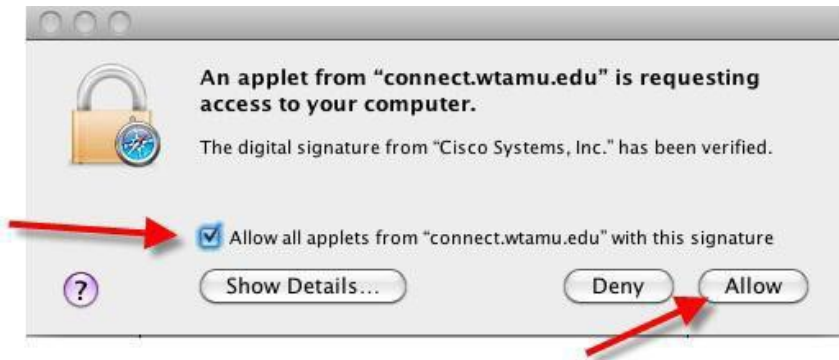 An applet from “connect.wtamu.edu” is requesting
access to your computer.
The digital signature from “Cisco Systems, Inc.” has been verified.
Allow all applets from “connect.wtamu.edu” with this signature
?
Show Details...
Deny
Allow